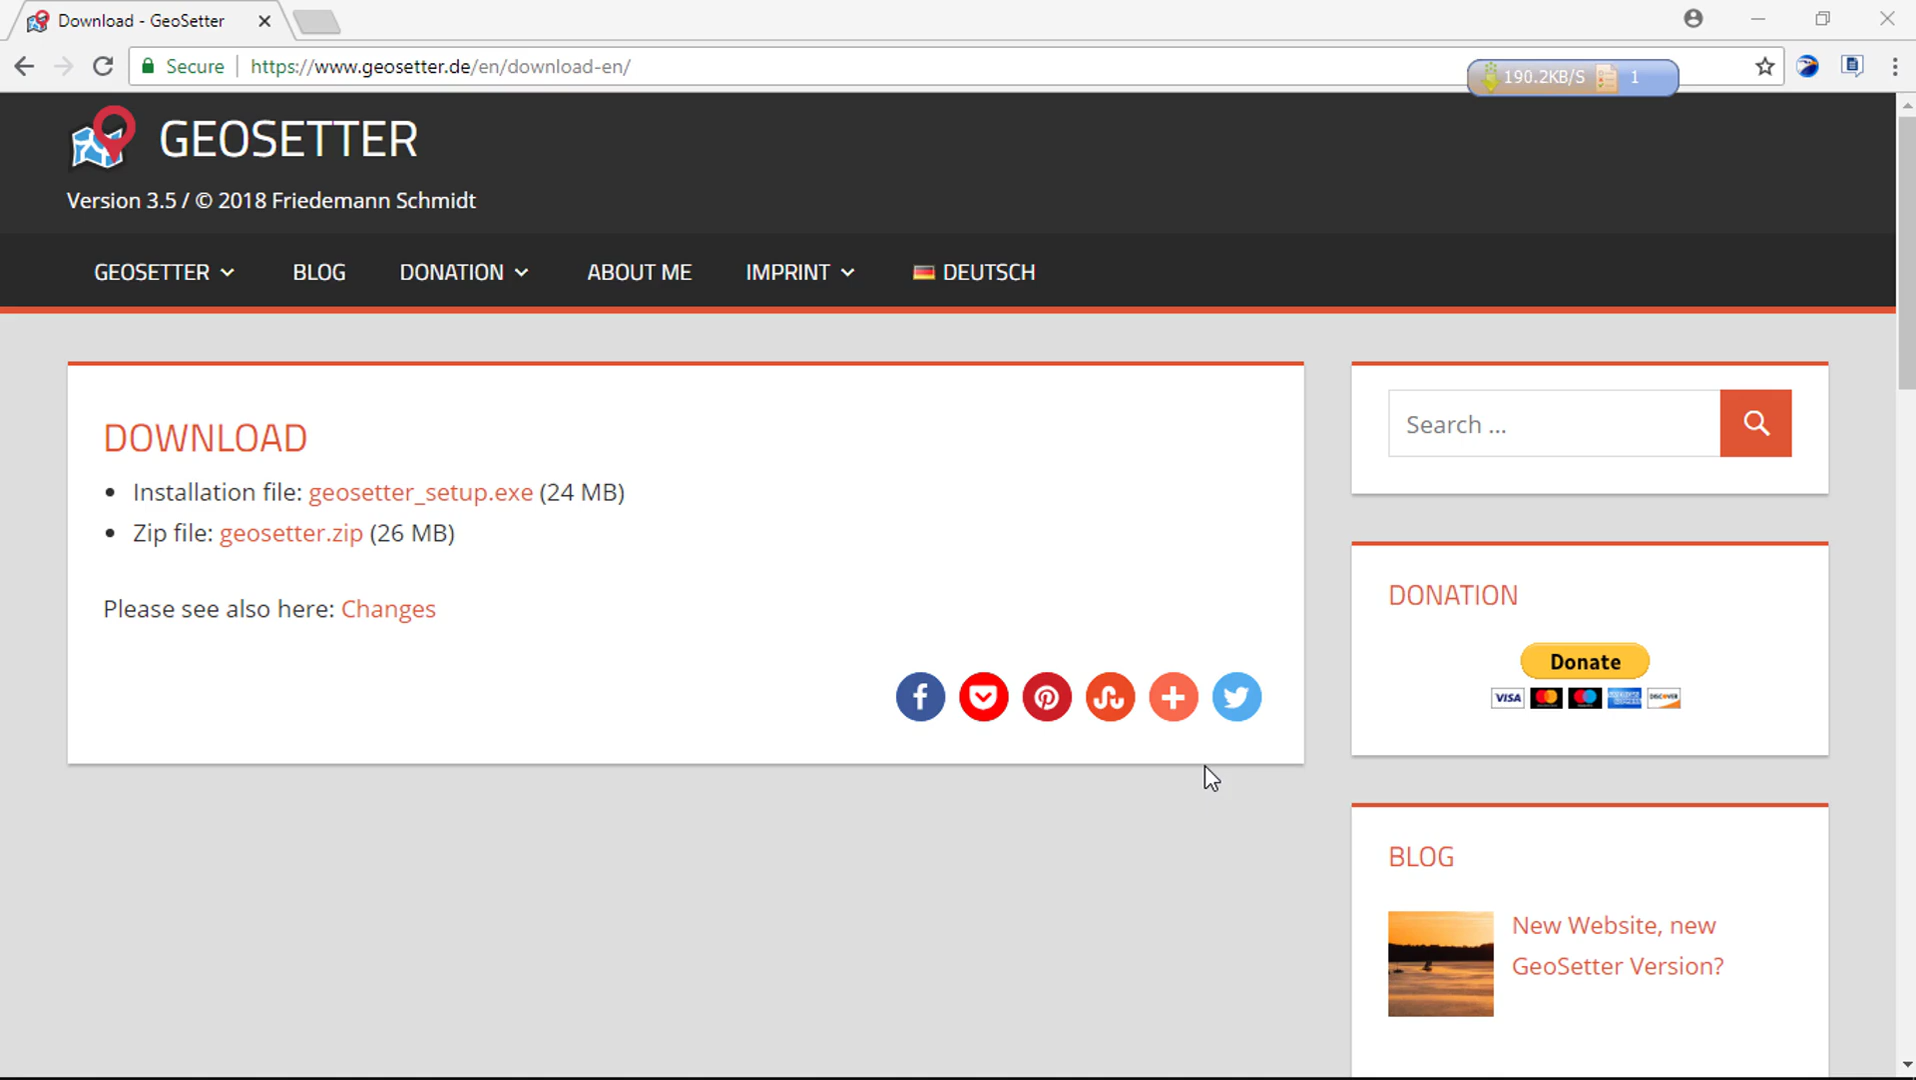 Download - GeoSetter
Secure
https://www.geosetter.de/en/download-en/
190.2KB/S 1
GEOSETTER
Version 3.5 / © 2018 Friedemann Schmidt
GEOSETTER BLOG DONATION ABOUT ME IMPRINT DEUTSCH
DOWNLOAD
Installation file: geosetter_setup.exe (24 MB)
Zip file: geosetter.zip (26 MB)
Please see also here: Changes
Search ...
DONATION
Donate
VISA DISCOVER
BLOG
New Website, new
GeoSetter Version?